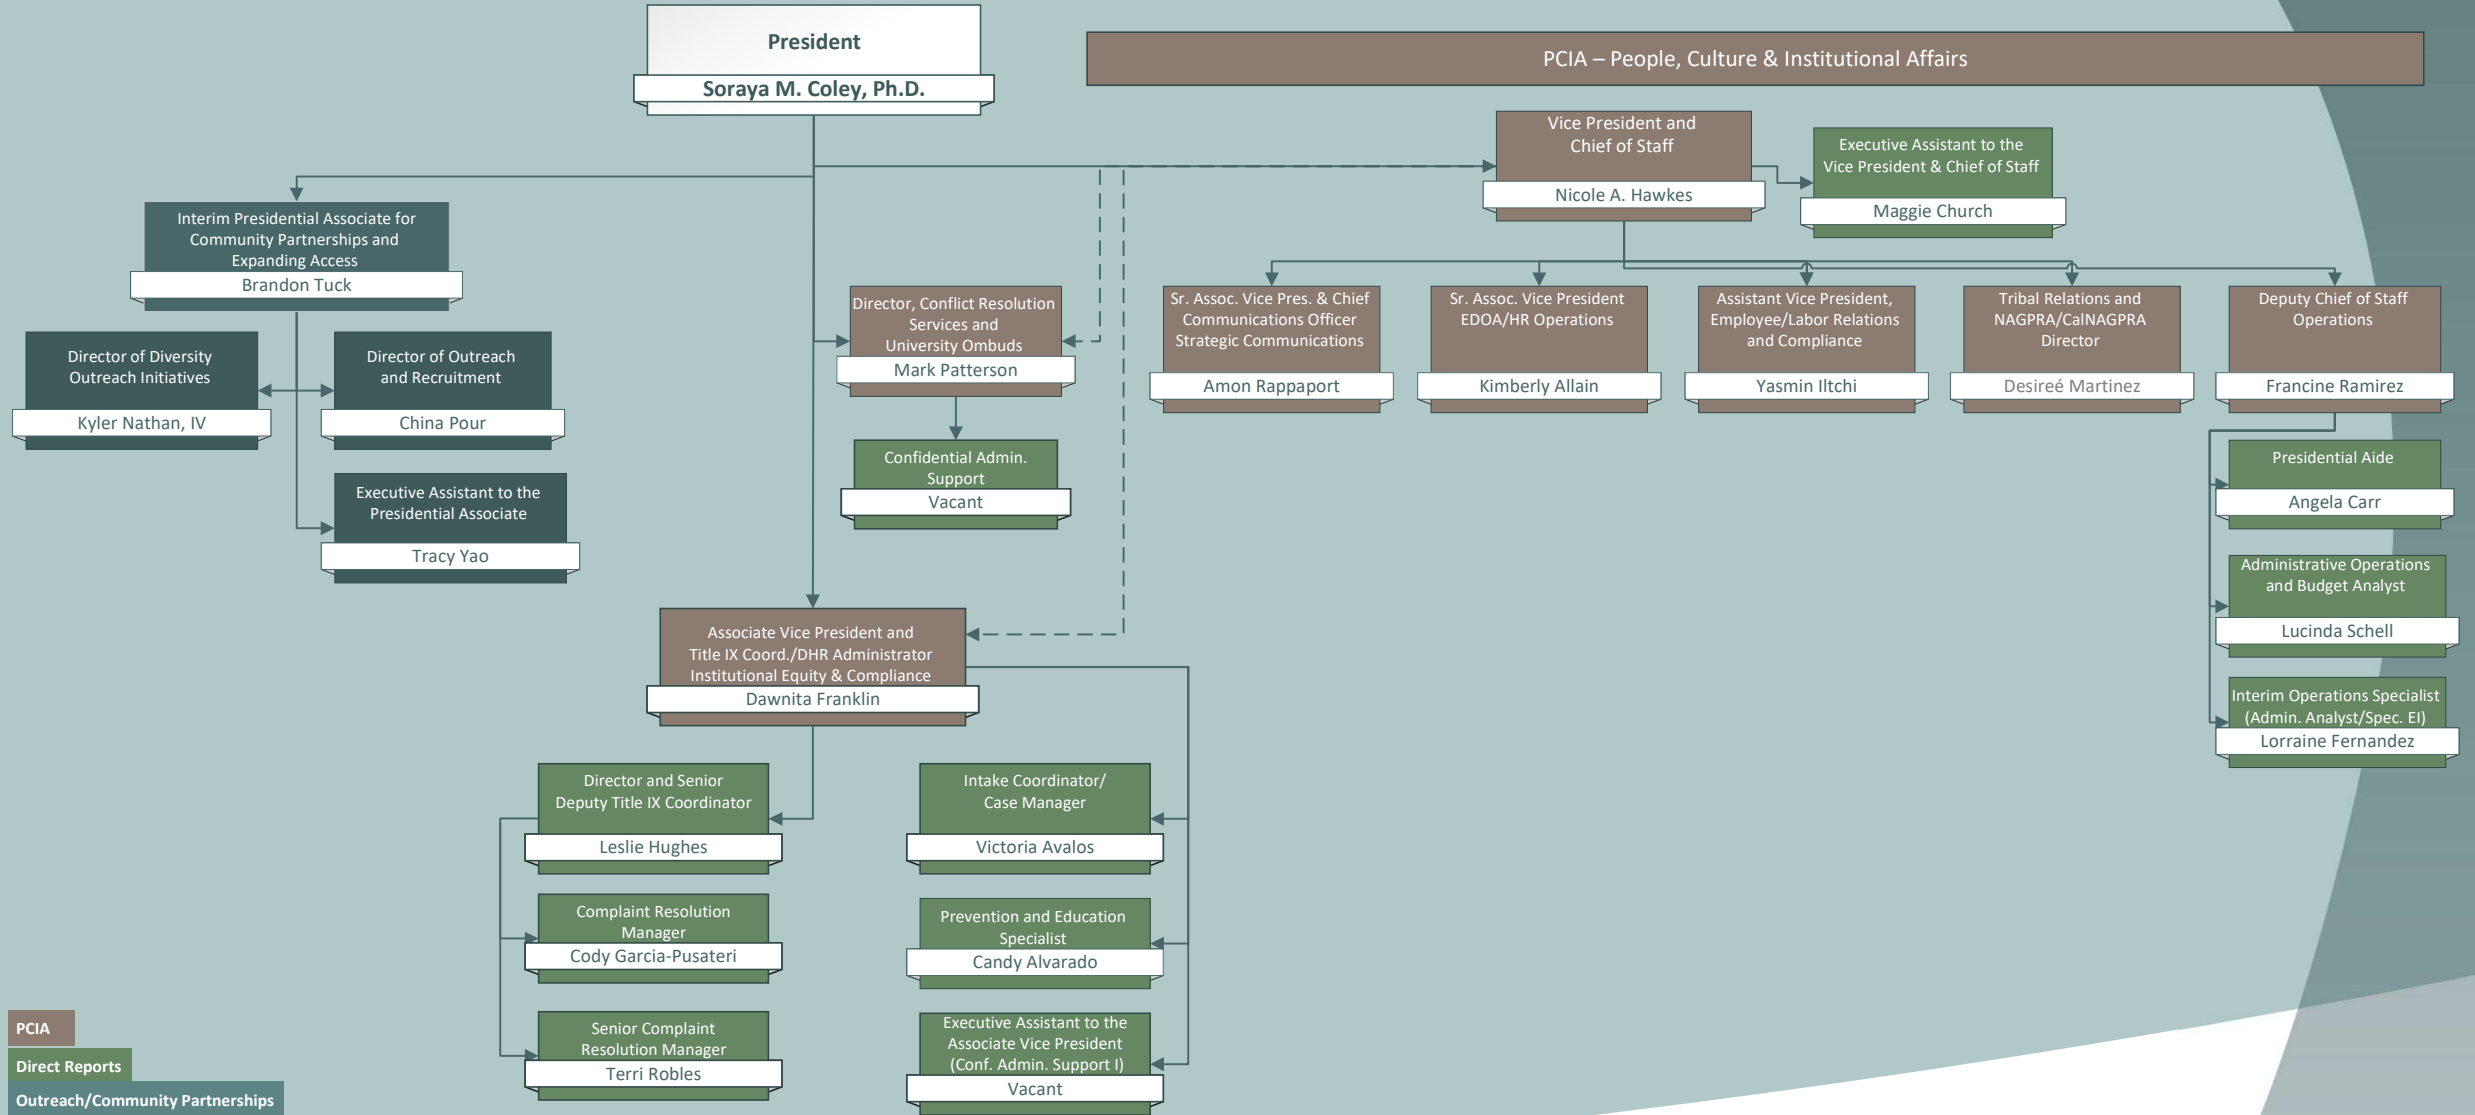 President
Soraya M. Coley, Ph.D.
PCIA – People, Culture & Institutional Affairs
Vice President and
Chief of Staff
Nicole A. Hawkes
Executive Assistant to the
Vice President & Chief of Staff
Maggie Church
Interim Presidential Associate for
Community Partnerships and
Expanding Access
Brandon Tuck
Director of Diversity
Outreach Initiatives
Kyler Nathan, IV
Director of Outreach
and Recruitment
China Pour
Executive Assistant to the
Presidential Associate
Tracy Yao
Director, Conflict Resolution
Services and
University Ombuds
Mark Patterson
Confidential Admin.
Support
Vacant
Sr. Assoc. Vice Pres. & Chief
Communications Officer
Strategic Communications
Amon Rappaport
Sr. Assoc. Vice President
EDOA/HR Operations
Kimberly Allain
Assistant Vice President,
Employee/Labor Relations
and Compliance
Yasmin Iltchi
Tribal Relations and
NAGPRA/CalNAGPRA
Director
Desireé Martinez
Deputy Chief of Staff
Operations
Francine Ramirez
Presidential Aide
Angela Carr
Administrative Operations
and Budget Analyst
Lucinda Schell
Interim Operations Specialist
(Admin. Analyst/Spec. EI)
Lorraine Fernandez
Associate Vice President and
Title IX Coord./DHR Administrator
Institutional Equity & Compliance
Dawnita Franklin
Director and Senior
Deputy Title IX Coordinator
Leslie Hughes
Complaint Resolution
Manager
Cody Garcia-Pusateri
Senior Complaint
Resolution Manager
Terri Robles
Intake Coordinator/
Case Manager
Victoria Avalos
Prevention and Education
Specialist
Candy Alvarado
Executive Assistant to the
Associate Vice President
(Conf. Admin. Support I)
Vacant
PCIA
Direct Reports
Outreach/Community Partnerships